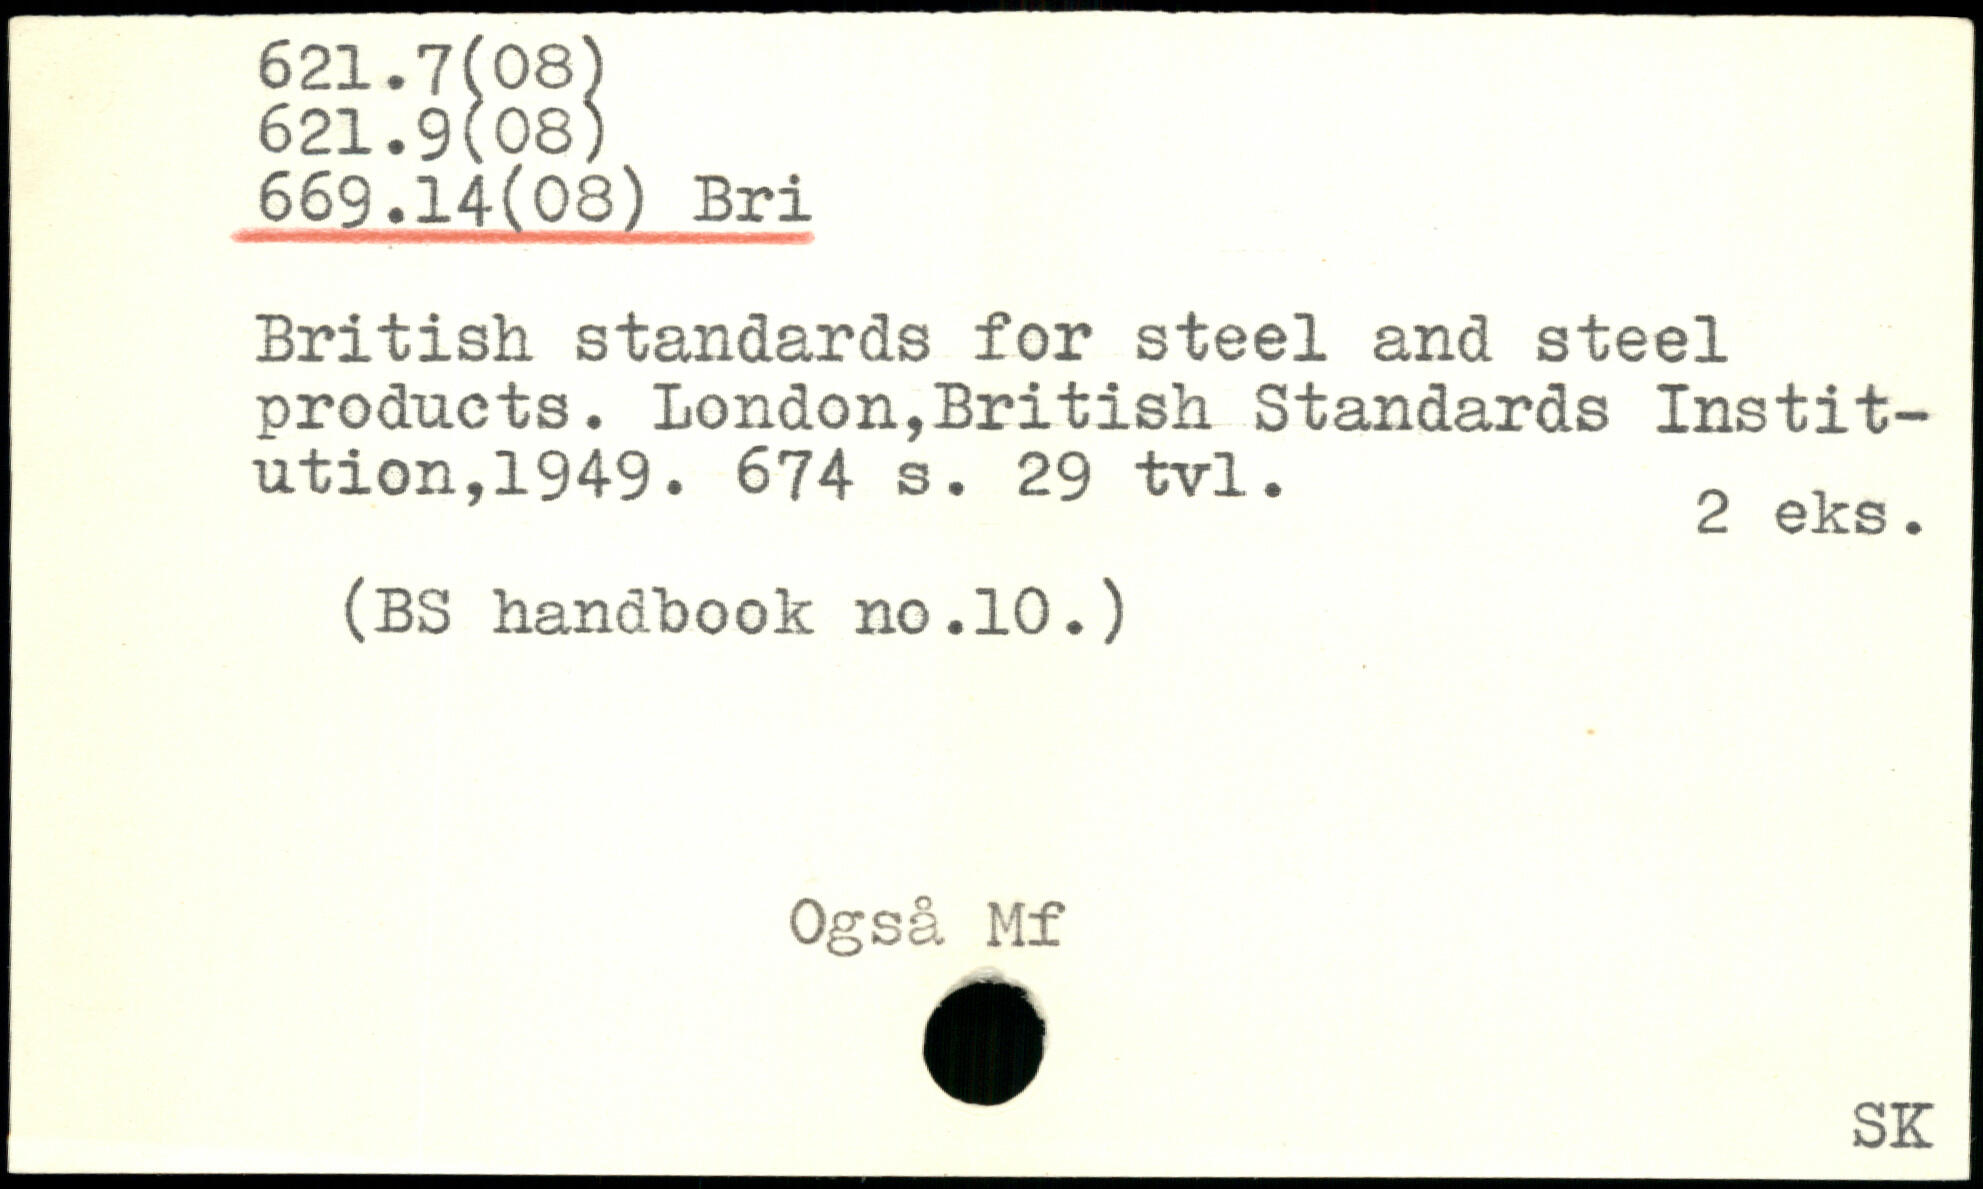 621.7(08)
621.9(08)
669.14(08) Bri
British standards for steel and steel
products. London,British Standards Instit-
ution,1949. 674 s. 29 tvl.
2 eks.
(BS handbook no.10.)
Også Mf
SK